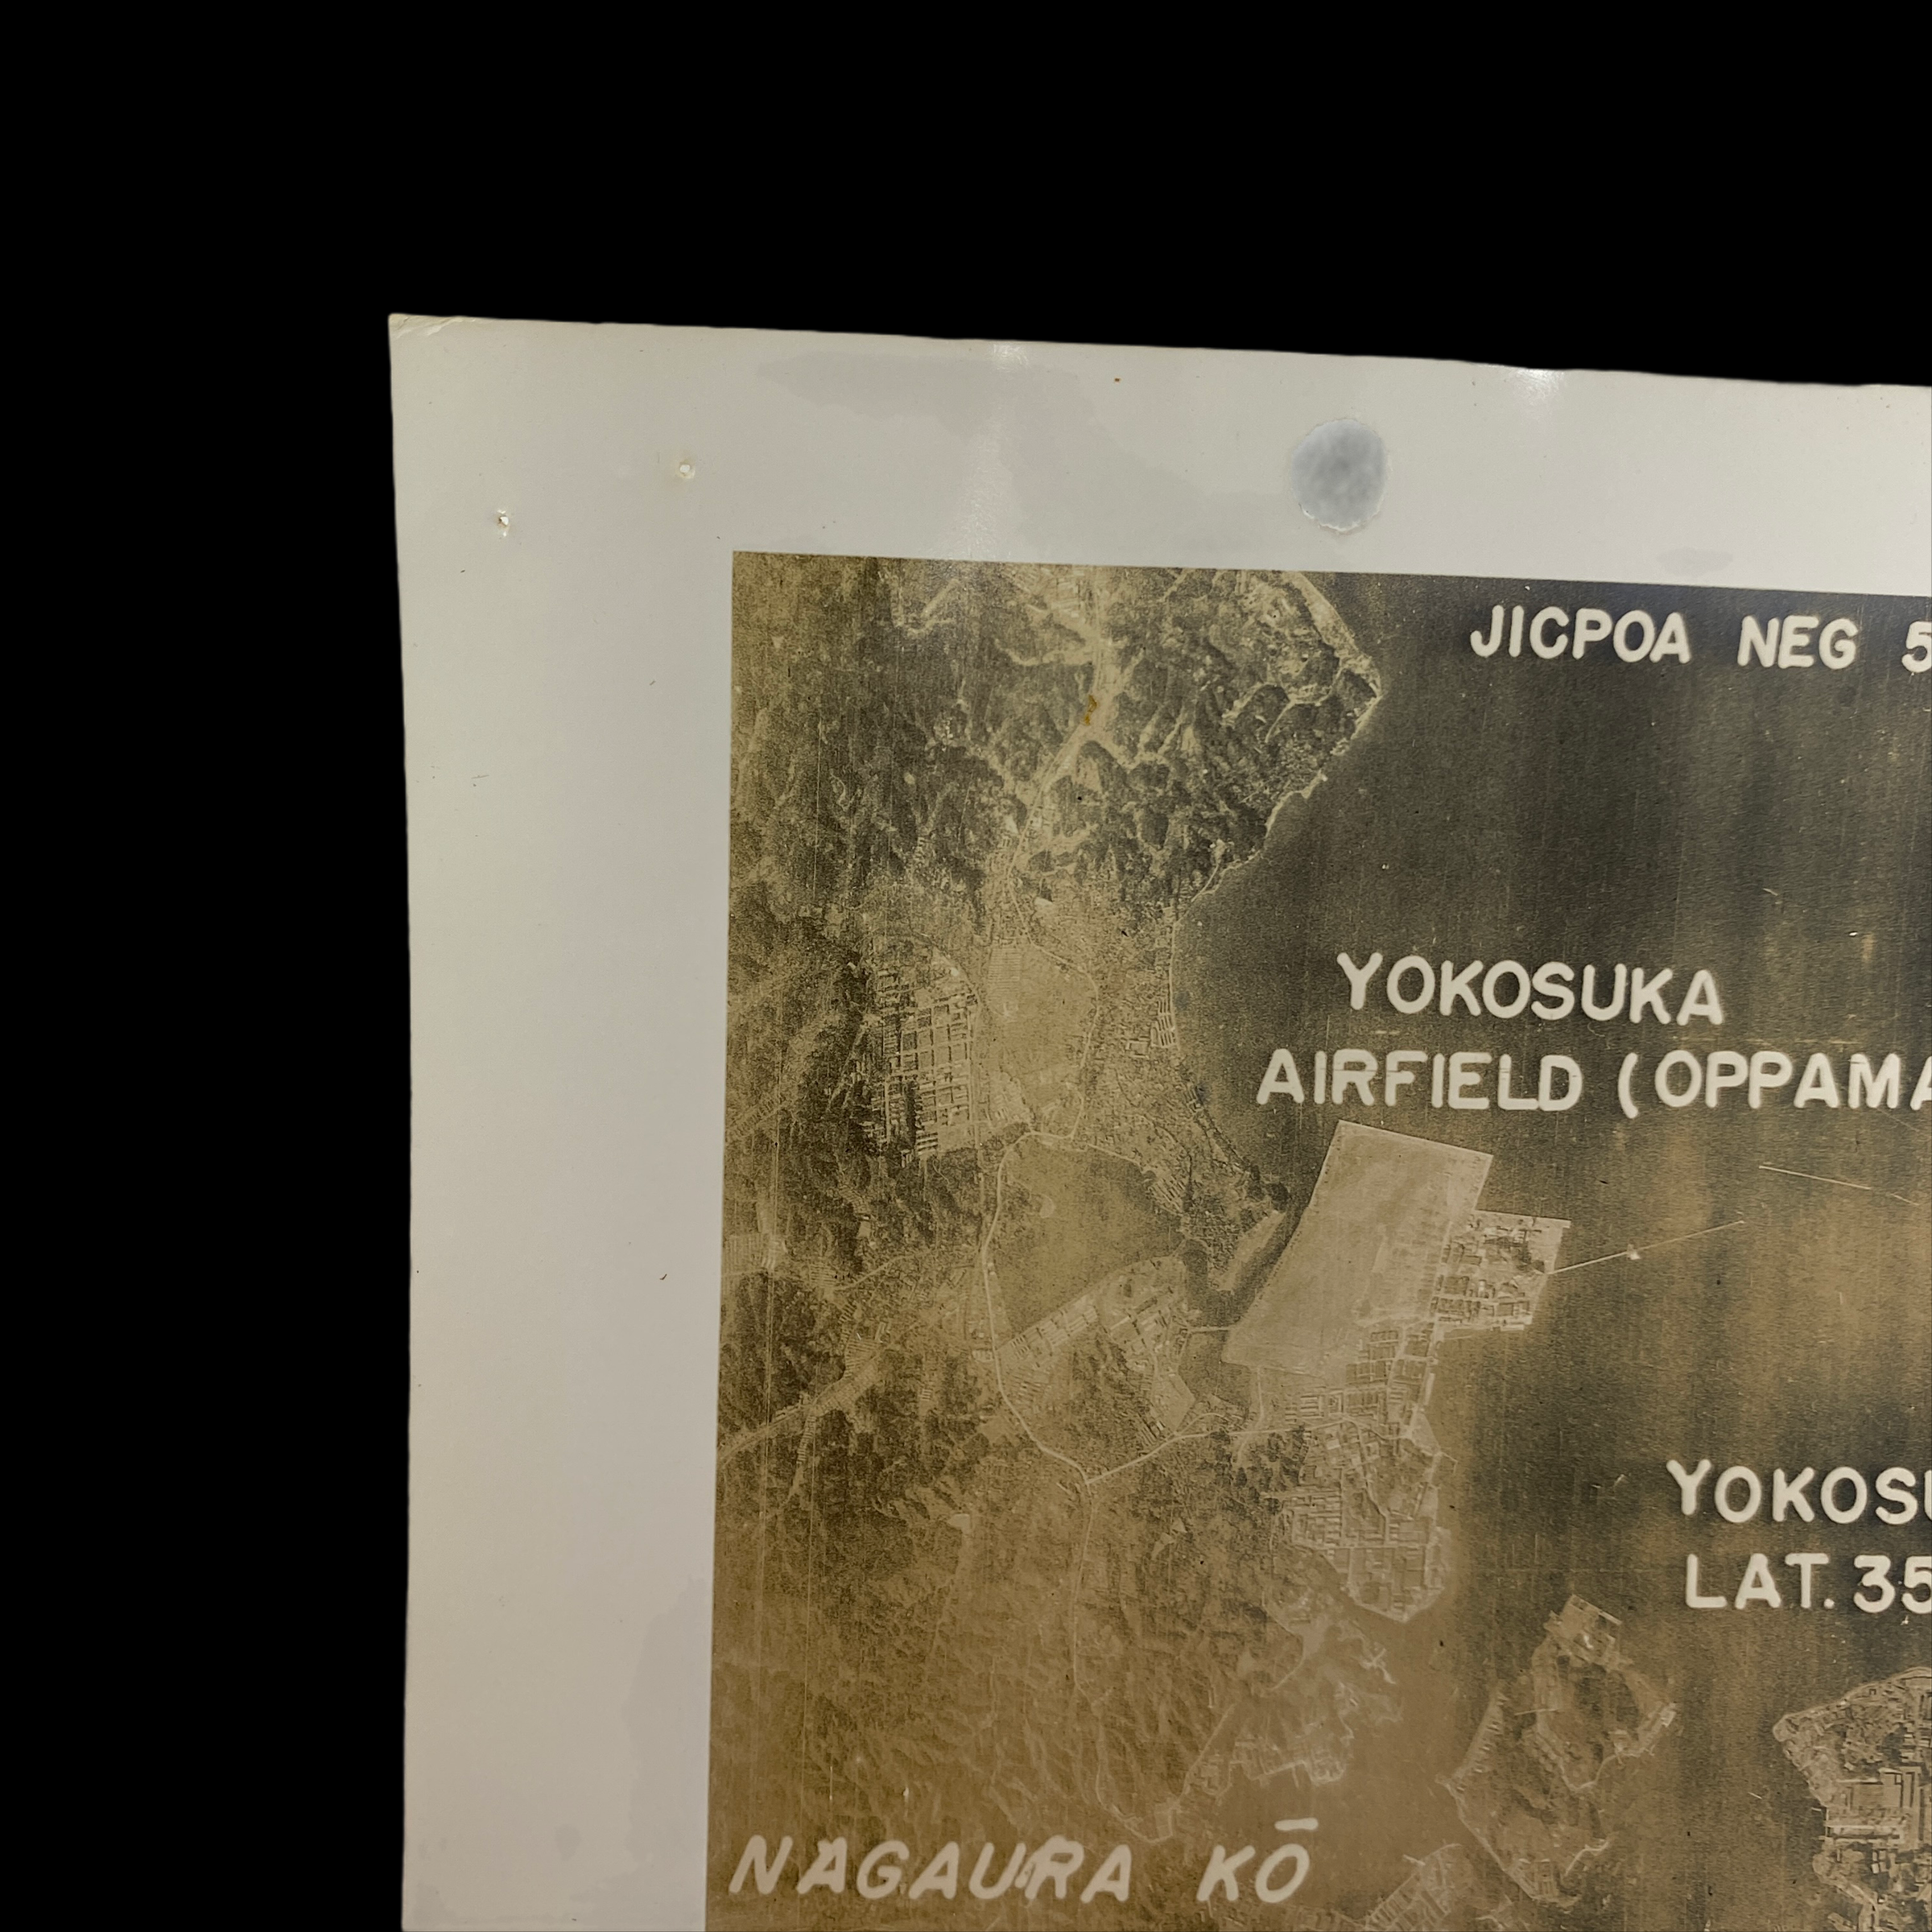 JICPOA NEG 5
YOKOSUKA
AIRFIELD (OPPAMA
YOKOSU
LAT. 35
NAGAURA KŌ